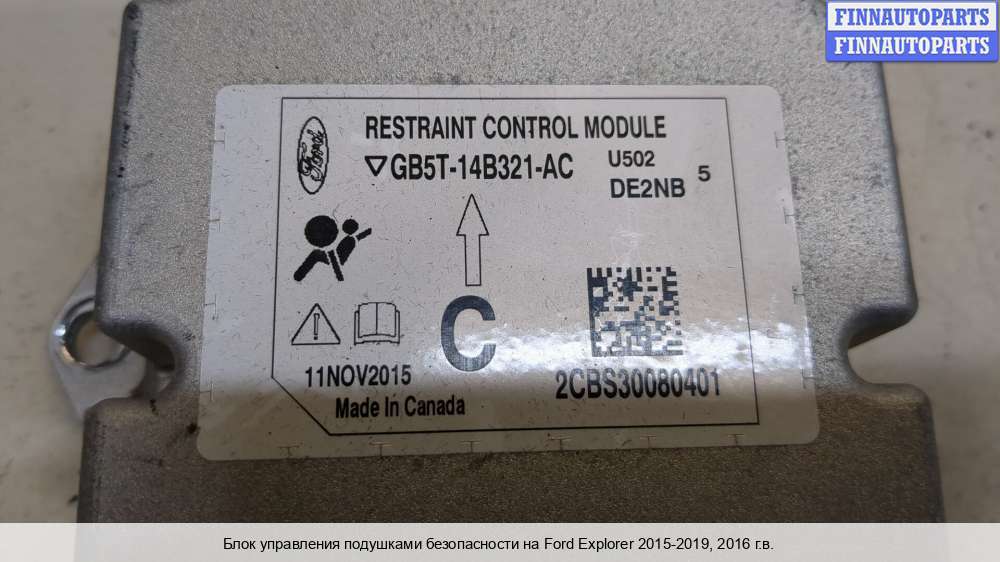 FINNAUTOPARTS
FINNAUTOPARTS
Ford
RESTRAINT CONTROL MODULE
GB5T-14B321-AC
U502
DE2NB 5
C
11NOV2015
2CBS30080401
Made In Canada
Блок управления подушками безопасности на Ford Explorer 2015-2019, 2016 г.в.